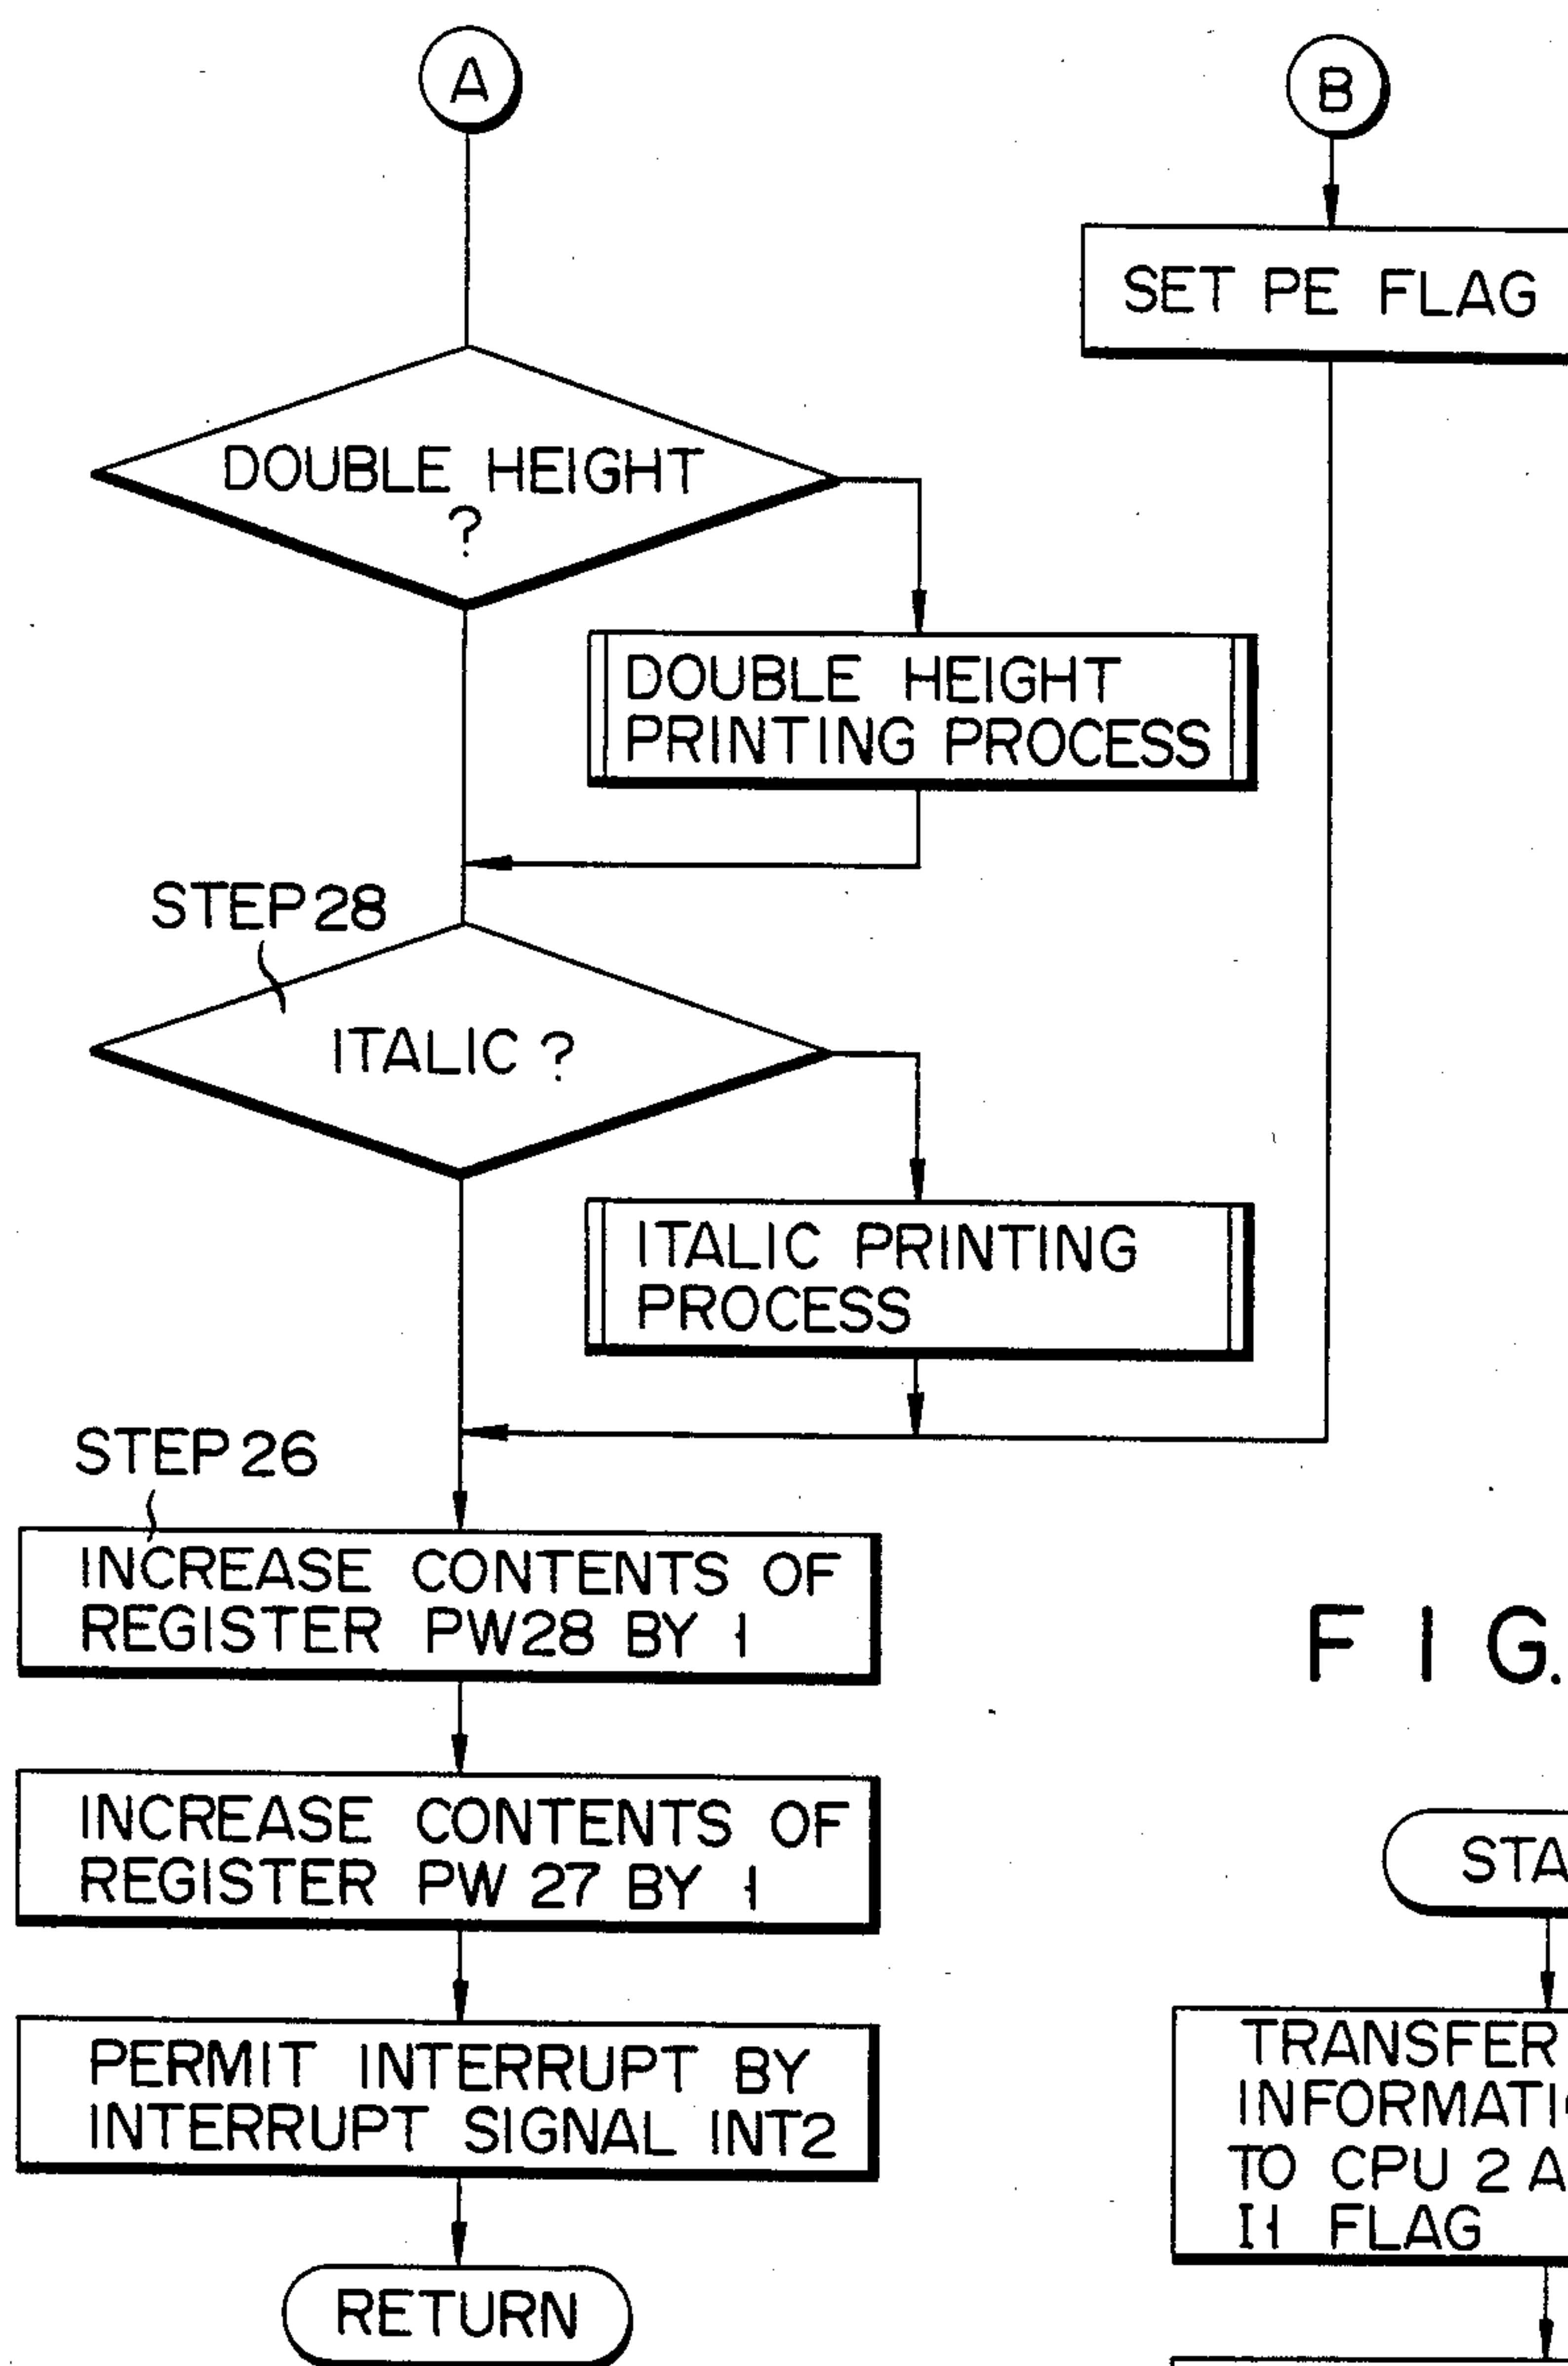 A
B
SET PE FLAG
DOUBLE HEIGHT
?
DOUBLE HEIGHT
PRINTING PROCESS
STEP 28
ITALIC ?
ITALIC PRINTING
PROCESS
STEP 26
INCREASE CONTENTS OF
REGISTER PW28 BY 1
INCREASE CONTENTS OF
REGISTER PW 27 BY 1
PERMIT INTERRUPT BY
INTERRUPT SIGNAL INT2
RETURN
FIG.
STA
TRANSFER
INFORMATI
TO CPU 2 A
I1 FLAG